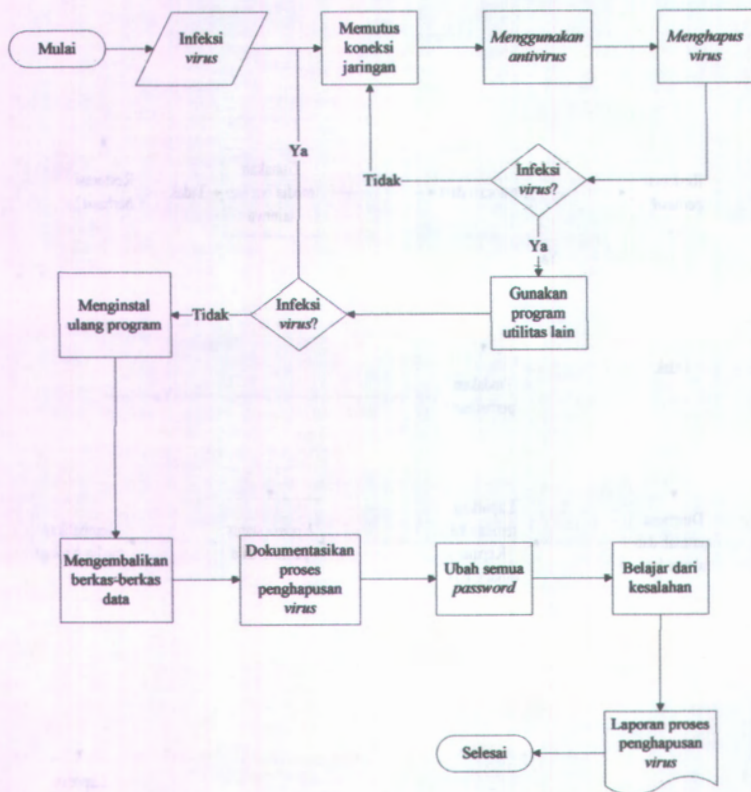 Mulai
Infeksi
virus
Memutus
koneksi
jaringan
Menggunakan
antivirus
Menghapus
virus
Ya
Tidak
Infeksi
virus?
Ya
Menginstal
ulang program
Tidak
Infeksi
virus?
Gunakan
program
utilitas lain
Mengembalikan
berkas-berkas
data
Dokumentasikan
proses
penghapusan
virus
Ubah semua
password
Belajar dari
kesalahan
Selesai
Laporan proses
penghapusan
virus